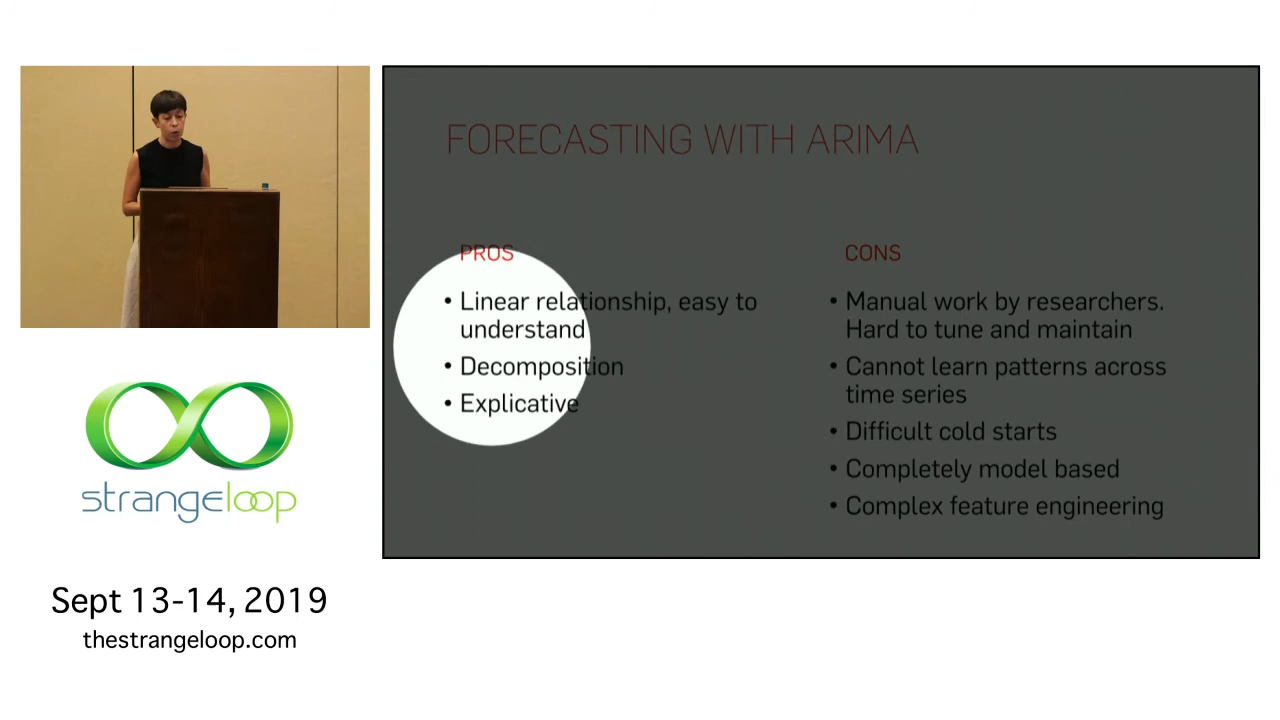 FORECASTING WITH ARIMA
PROS
• Linear relationship, easy to
understand
• Decomposition
• Explicative
CONS
• Manual work by researchers.
Hard to tune and maintain
• Cannot learn patterns across
time series
• Difficult cold starts
• Completely model based
• Complex feature engineering
strangeloop
Sept 13-14, 2019
thestrangeloop.com